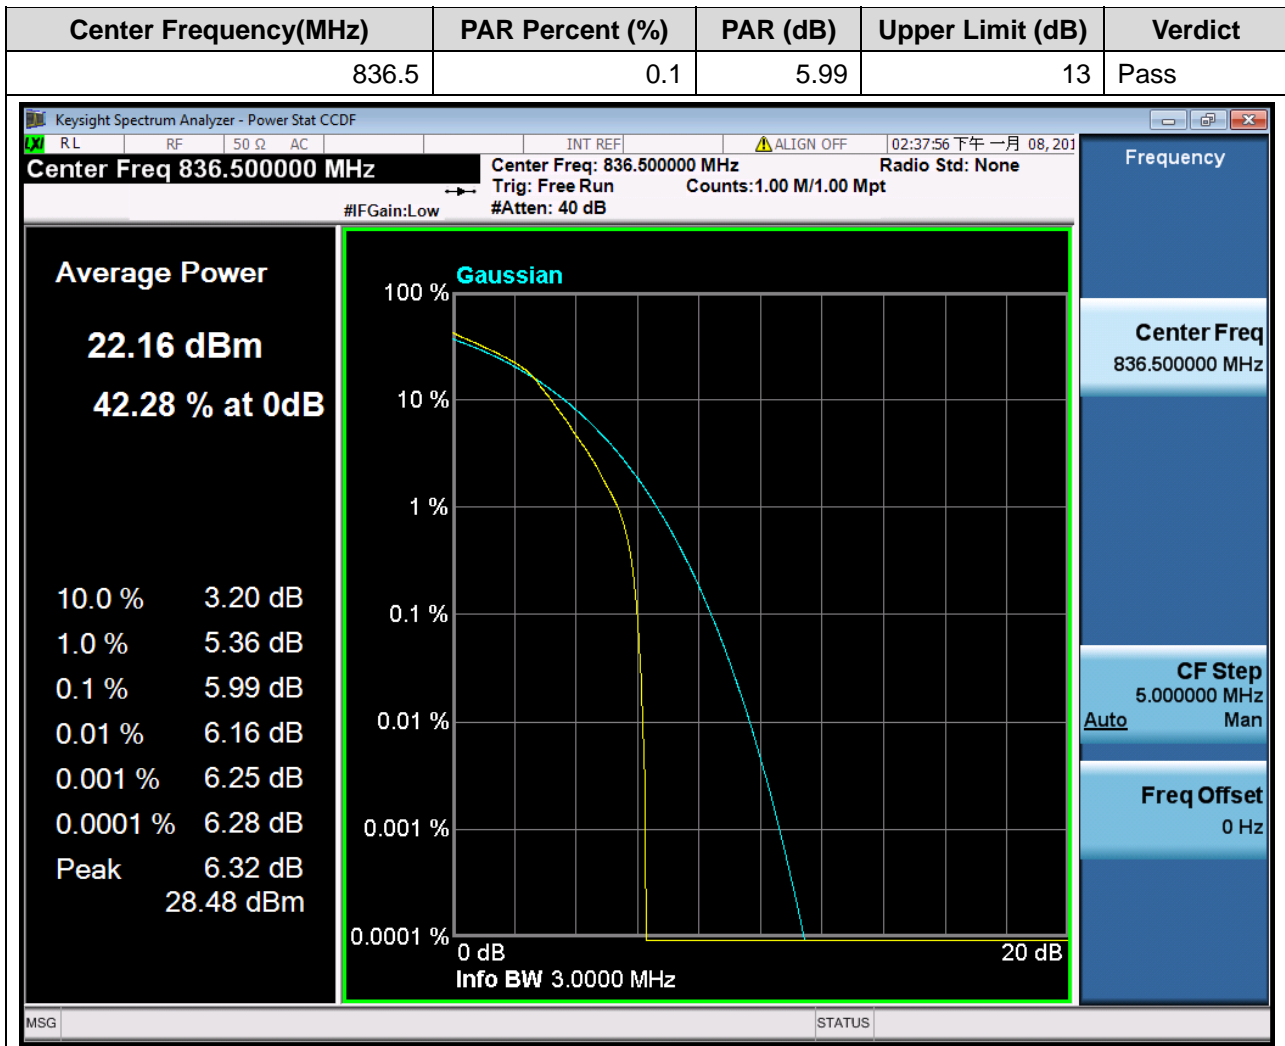 Center Frequency(MHz) PAR Percent (%) PAR (dB) Upper Limit (dB) Verdict
836.5 0.1 5.99 13 Pass
Keysight Spectrum Analyzer - Power Stat CCDF
LXI RL RF 50 Ω AC INT REF ALIGN OFF 02:37:56 下午 一月 08, 201
Center Freq 836.500000 MHz
Center Freq: 836.500000 MHz Radio Std: None
Trig: Free Run Counts:1.00 M/1.00 Mpt
#IFGain:Low #Atten: 40 dB
Average Power
22.16 dBm
42.28 % at 0dB
10.0 % 3.20 dB
1.0 % 5.36 dB
0.1 % 5.99 dB
0.01 % 6.16 dB
0.001 % 6.25 dB
0.0001 % 6.28 dB
Peak 6.32 dB
28.48 dBm
Gaussian
100 %
10 %
1 %
0.1 %
0.01 %
0.001 %
0.0001 %
0 dB 20 dB
Info BW 3.0000 MHz
Frequency
Center Freq
836.500000 MHz
CF Step
5.000000 MHz
Auto Man
Freq Offset
0 Hz
MSG STATUS